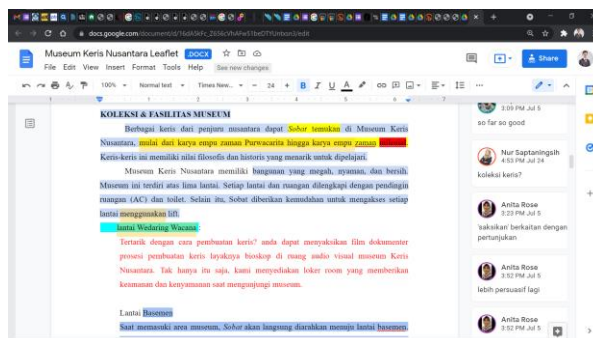 docs.google.com/document/d/
Museum Keris Nusantara Leaflet .DOCX
Share
File Edit View Insert Format Tools Help See new changes
100% Normal text Times New... 24 B I U A
KOLEKSI & FASILITAS MUSEUM
Berbagai keris dari penjuru nusantara dapat Sobat temukan di Museum Keris
Nusantara, mulai dari karya empu zaman Purwacarita hingga karya empu zaman
Keris-keris ini memiliki nilai filosofis dan historis yang menarik untuk dipelajari.
Museum Keris Nusantara memiliki bangunan yang megah, nyaman, dan bersih.
Museum ini terdiri atas lima lantai. Setiap lantai dan ruangan dilengkapi dengan pendingin
ruangan (AC) dan toilet. Selain itu, Sobat diberikan kemudahan untuk mengakses setiap
lantai menggunakan lift.
lantai Wedaring Wacana :
Tertarik dengan cara pembuatan keris? anda dapat menyaksikan film dokumenter
prosesi pembuatan keris layaknya bioskop di ruang audio visual museum Keris
Nusantara. Tak hanya itu saja, kami menyediakan loker room yang memberikan
keamanan dan kenyamanan saat mengunjungi museum.
Lantai Basemen
Saat memasuki area museum, Sobat akan langsung diarahkan menuju lantai basemen.
3:09 PM Jul 5
so far so good
Nur Saptaningsih
4:53 PM Jul 24
koleksi keris?
Anita Rose
3:23 PM Jul 5
'saksikan' berkaitan dengan
pertunjukan
Anita Rose
3:52 PM Jul 5
lebih persuasif lagi
Anita Rose
3:52 PM Jul 5